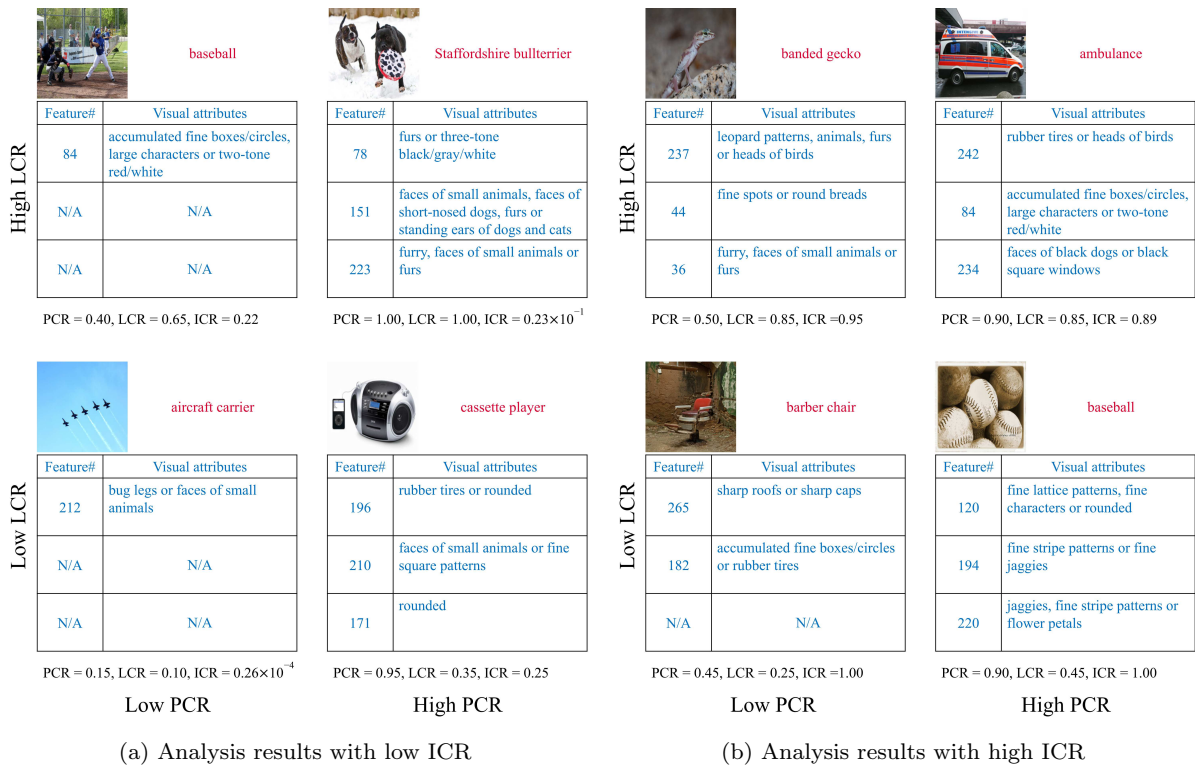 High LCR
baseball
Feature# Visual attributes
84 accumulated fine boxes/circles,
large characters or two-tone
red/white
N/A N/A
N/A N/A
PCR = 0.40, LCR = 0.65, ICR = 0.22
Staffordshire bullterrier
Feature# Visual attributes
78 furs or three-tone
black/gray/white
151 faces of small animals, faces of
short-nosed dogs, furs or
standing ears of dogs and cats
223 furry, faces of small animals or
furs
PCR = 1.00, LCR = 1.00, ICR = 0.23×10⁻¹
Low LCR
aircraft carrier
Feature# Visual attributes
212 bug legs or faces of small
animals
N/A N/A
N/A N/A
PCR = 0.15, LCR = 0.10, ICR = 0.26×10⁻⁴
Low PCR
cassette player
Feature# Visual attributes
196 rubber tires or rounded
210 faces of small animals or fine
square patterns
171 rounded
PCR = 0.95, LCR = 0.35, ICR = 0.25
High PCR
(a) Analysis results with low ICR
High LCR
banded gecko
Feature# Visual attributes
237 leopard patterns, animals, furs
or heads of birds
44 fine spots or round breads
36 furry, faces of small animals or
furs
PCR = 0.50, LCR = 0.85, ICR =0.95
ambulance
Feature# Visual attributes
242 rubber tires or heads of birds
84 accumulated fine boxes/circles,
large characters or two-tone
red/white
234 faces of black dogs or black
square windows
PCR = 0.90, LCR = 0.85, ICR = 0.89
Low LCR
barber chair
Feature# Visual attributes
265 sharp roofs or sharp caps
182 accumulated fine boxes/circles
or rubber tires
N/A N/A
PCR = 0.45, LCR = 0.25, ICR =1.00
Low PCR
baseball
Feature# Visual attributes
120 fine lattice patterns, fine
characters or rounded
194 fine stripe patterns or fine
jaggies
220 jaggies, fine stripe patterns or
flower petals
PCR = 0.90, LCR = 0.45, ICR = 1.00
High PCR
(b) Analysis results with high ICR